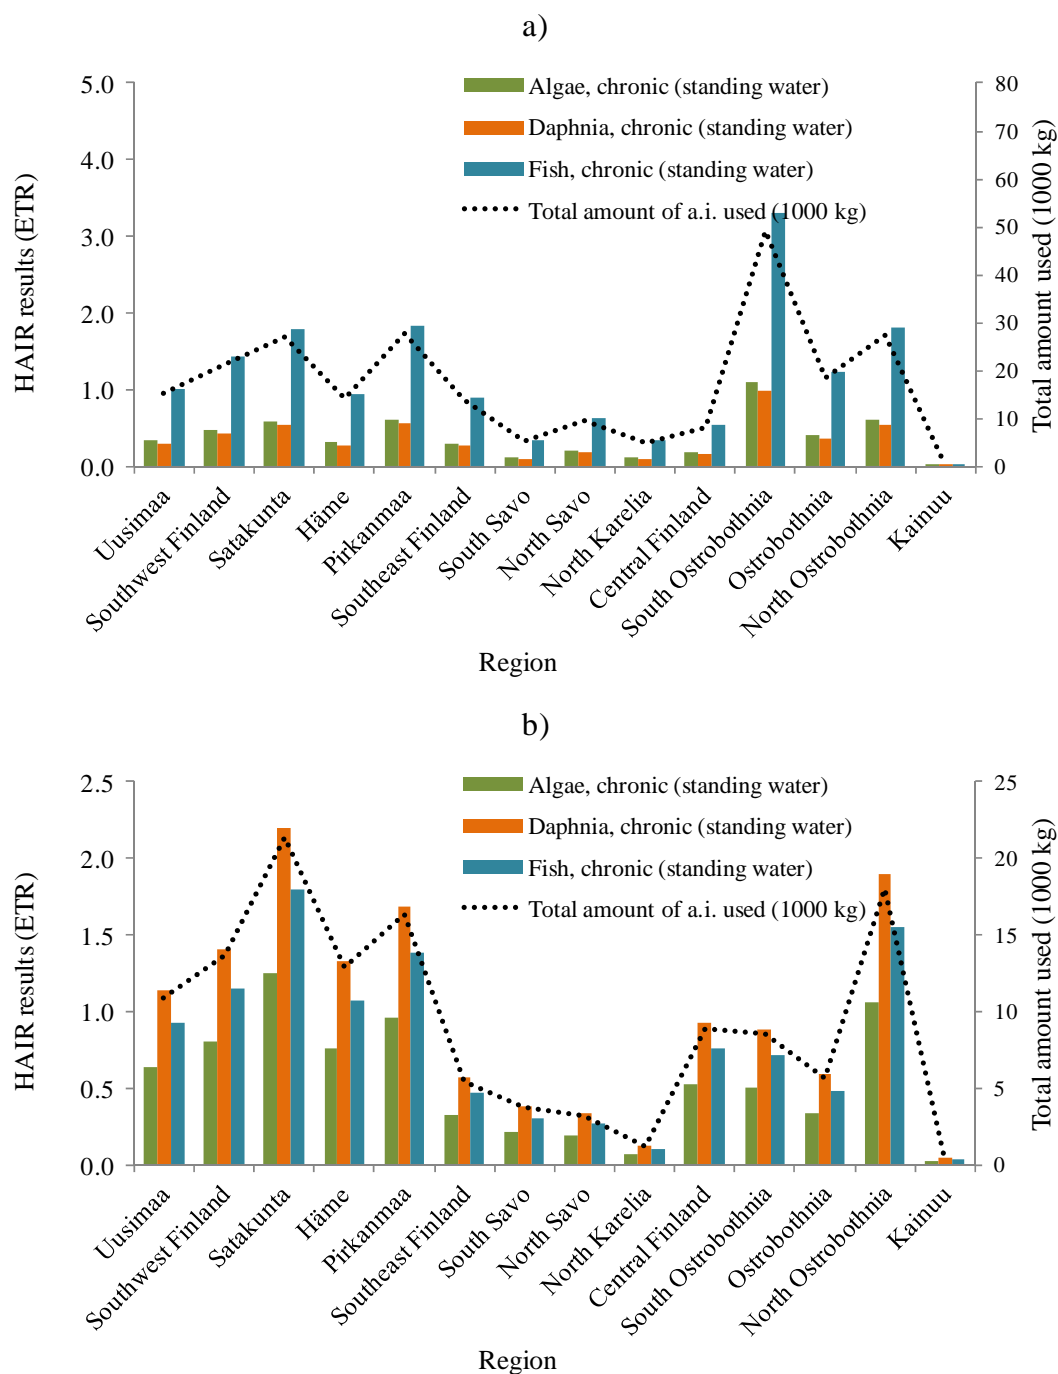 a)
HAIR results (ETR)
5.0
4.0
3.0
2.0
1.0
0.0
Algae, chronic (standing water)
Daphnia, chronic (standing water)
Fish, chronic (standing water)
Total amount of a.i. used (1000 kg)
80
70
60
50
40
30
20
10
0
Total amount used (1000 kg)
Uusimaa
Southwest Finland
Satakunta
Häme
Pirkanmaa
Southeast Finland
South Savo
North Savo
North Karelia
Central Finland
South Ostrobothnia
Ostrobothnia
North Ostrobothnia
Kainuu
Region
b)
HAIR results (ETR)
2.5
2.0
1.5
1.0
0.5
0.0
Algae, chronic (standing water)
Daphnia, chronic (standing water)
Fish, chronic (standing water)
Total amount of a.i. used (1000 kg)
25
20
15
10
5
0
Total amount used (1000 kg)
Uusimaa
Southwest Finland
Satakunta
Häme
Pirkanmaa
Southeast Finland
South Savo
North Savo
North Karelia
Central Finland
South Ostrobothnia
Ostrobothnia
North Ostrobothnia
Kainuu
Region